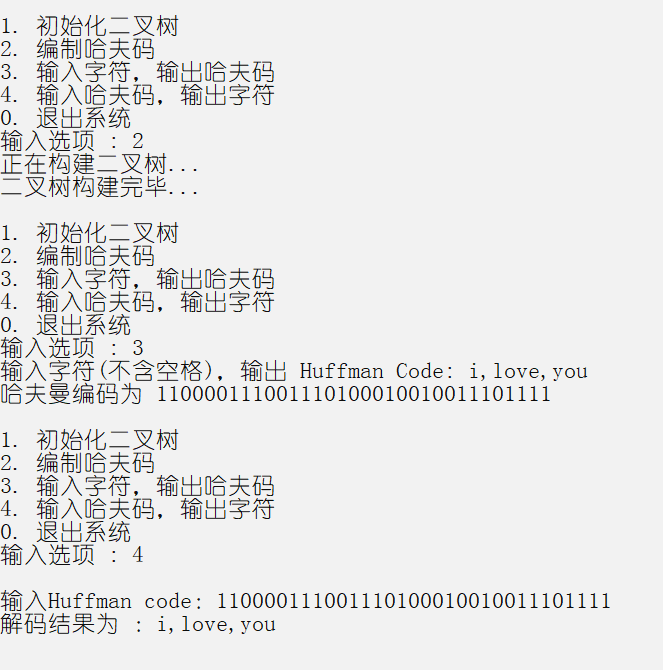 1. 初始化二叉树
2. 编制哈夫码
3. 输入字符，输出哈夫码
4. 输入哈夫码，输出字符
0. 退出系统
输入选项 : 2
正在构建二叉树...
二叉树构建完毕...
1. 初始化二叉树
2. 编制哈夫码
3. 输入字符，输出哈夫码
4. 输入哈夫码，输出字符
0. 退出系统
输入选项 : 3
输入字符(不含空格)，输出 Huffman Code: i,love,you
哈夫曼编码为 110000111001110100010010011101111
1. 初始化二叉树
2. 编制哈夫码
3. 输入字符，输出哈夫码
4. 输入哈夫码，输出字符
0. 退出系统
输入选项 : 4
输入Huffman code: 110000111001110100010010011101111
解码结果为 : i,love,you